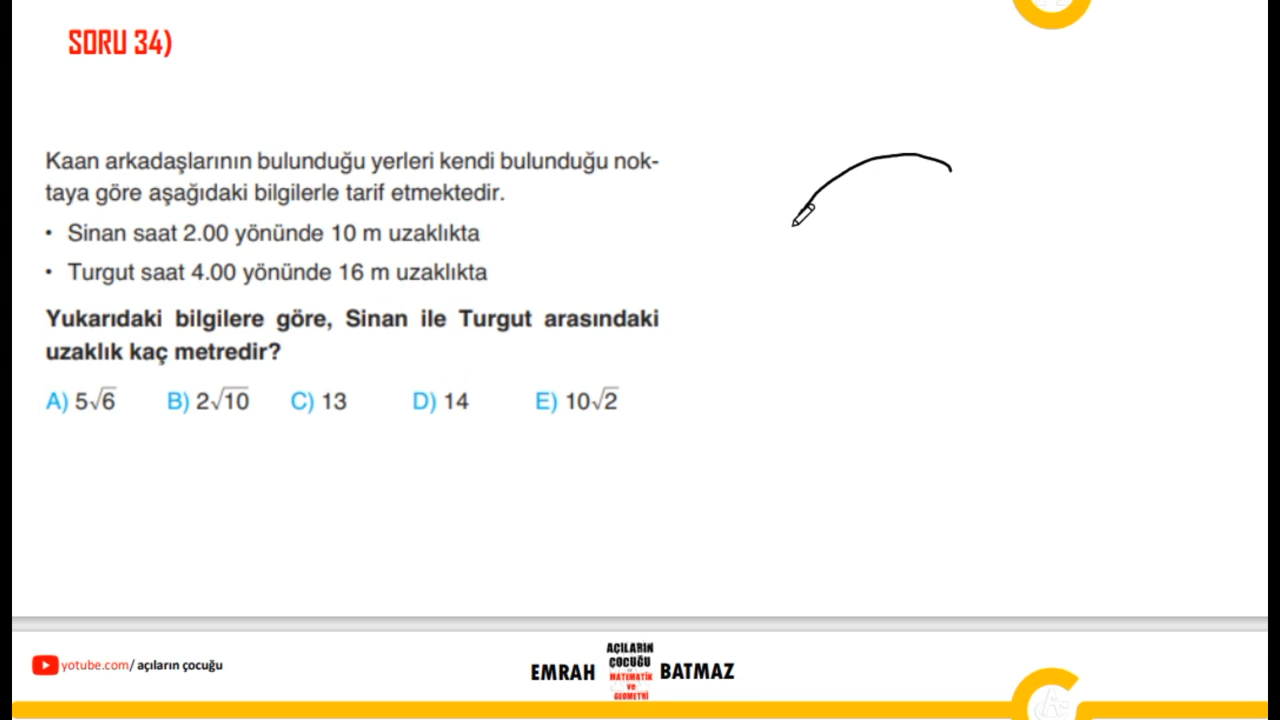 SORU 34)
Kaan arkadaşlarının bulunduğu yerleri kendi bulunduğu nok-
taya göre aşağıdaki bilgilerle tarif etmektedir.
• Sinan saat 2.00 yönünde 10 m uzaklıkta
• Turgut saat 4.00 yönünde 16 m uzaklıkta
Yukarıdaki bilgilere göre, Sinan ile Turgut arasındaki
uzaklık kaç metredir?
A) 5√6 B) 2√10 C) 13 D) 14 E) 10√2
yotube.com/ açıların çocuğu
EMRAH
AÇILARIN
ÇOCUĞU
MATEMATİK
ve
GEOMETRİ
BATMAZ